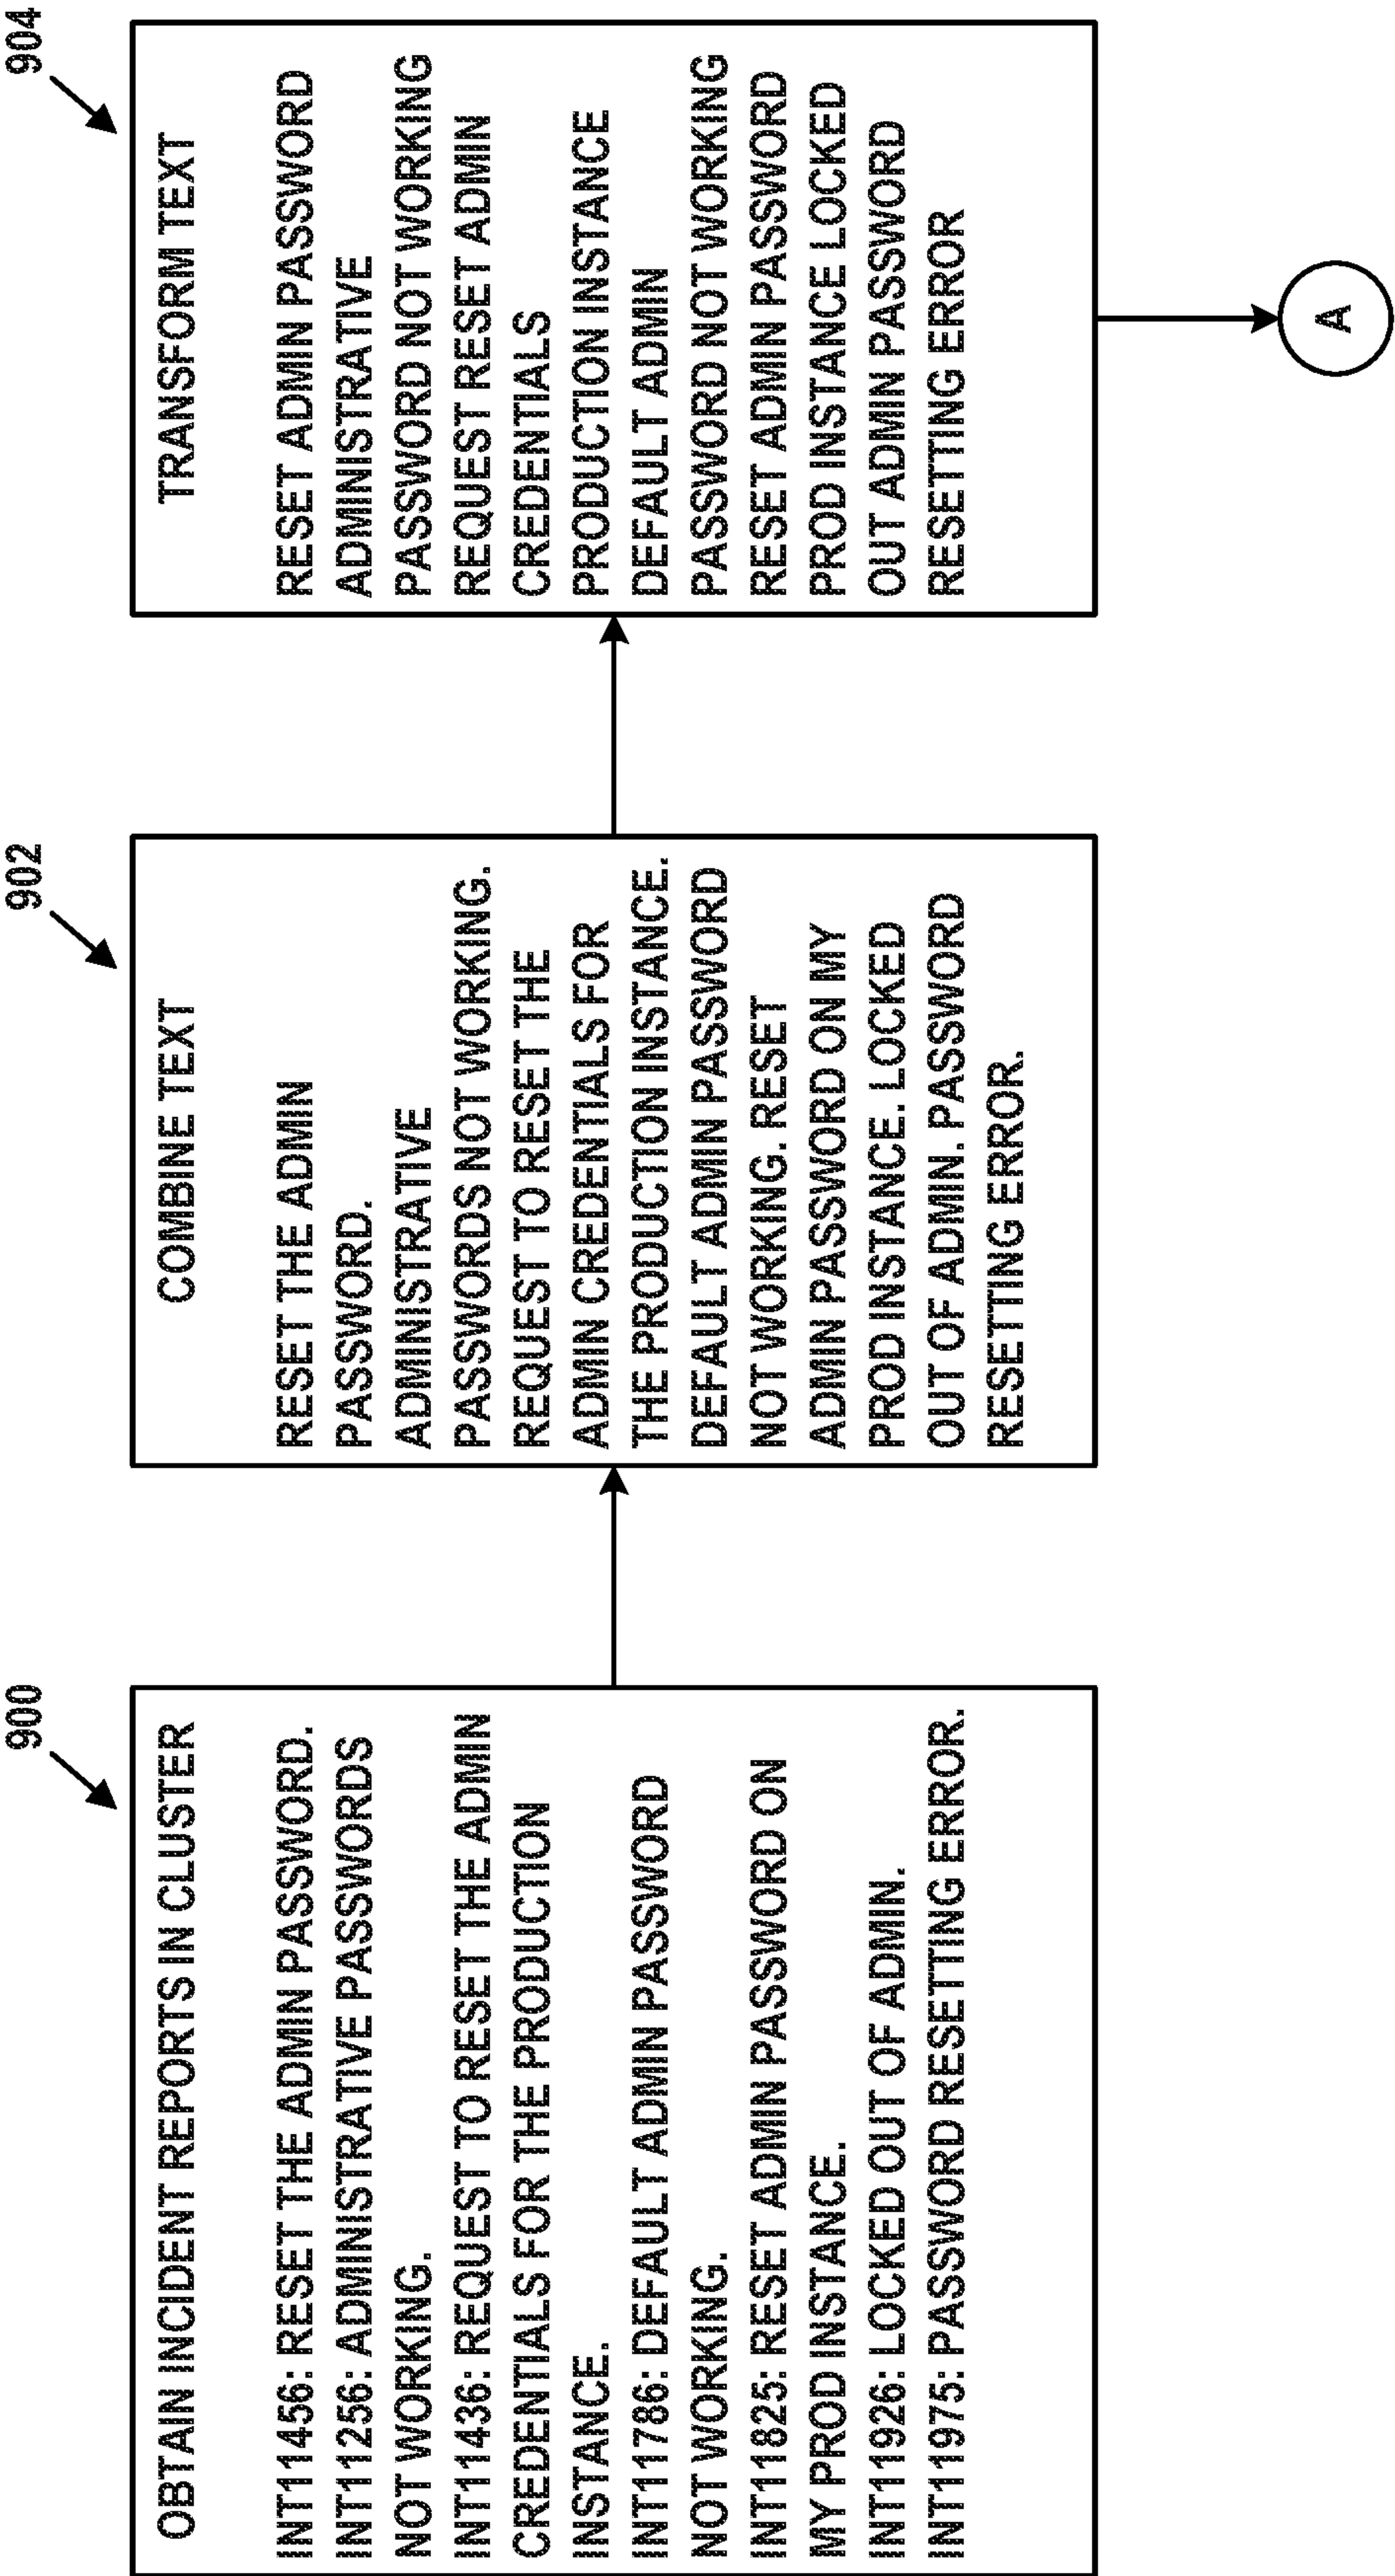 900
OBTAIN INCIDENT REPORTS IN CLUSTER
INT11456: RESET THE ADMIN PASSWORD.
INT11256: ADMINISTRATIVE PASSWORDS
NOT WORKING.
INT11436: REQUEST TO RESET THE ADMIN
CREDENTIALS FOR THE PRODUCTION
INSTANCE.
INT11786: DEFAULT ADMIN PASSWORD
NOT WORKING.
INT11825: RESET ADMIN PASSWORD ON
MY PROD INSTANCE.
INT11926: LOCKED OUT OF ADMIN.
INT11975: PASSWORD RESETTING ERROR.
902
COMBINE TEXT
RESET THE ADMIN
PASSWORD.
ADMINISTRATIVE
PASSWORDS NOT WORKING.
REQUEST TO RESET THE
ADMIN CREDENTIALS FOR
THE PRODUCTION INSTANCE.
DEFAULT ADMIN PASSWORD
NOT WORKING. RESET
ADMIN PASSWORD ON MY
PROD INSTANCE. LOCKED
OUT OF ADMIN. PASSWORD
RESETTING ERROR.
904
TRANSFORM TEXT
RESET ADMIN PASSWORD
ADMINISTRATIVE
PASSWORD NOT WORKING
REQUEST RESET ADMIN
CREDENTIALS
PRODUCTION INSTANCE
DEFAULT ADMIN
PASSWORD NOT WORKING
RESET ADMIN PASSWORD
PROD INSTANCE LOCKED
OUT ADMIN PASSWORD
RESETTING ERROR
A